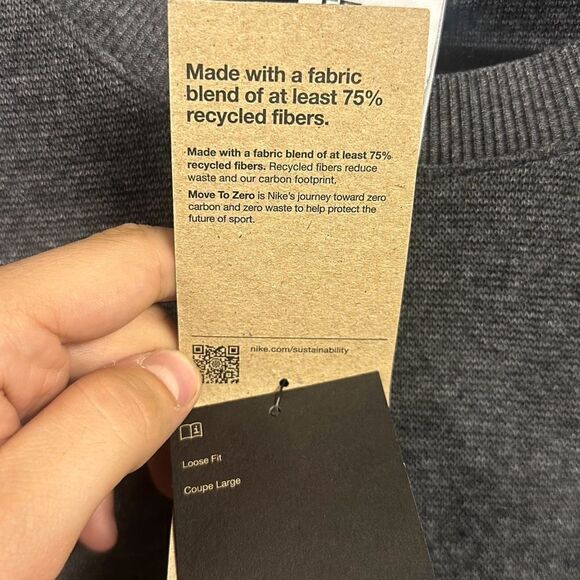 Made with a fabric
blend of at least 75%
recycled fibers.
Made with a fabric blend of at least 75%
recycled fibers. Recycled fibers reduce
waste and our carbon footprint.
Move To Zero is Nike's journey toward zero
carbon and zero waste to help protect the
future of sport.
nike.com/sustainability
i
Loose Fit
Coupe Large